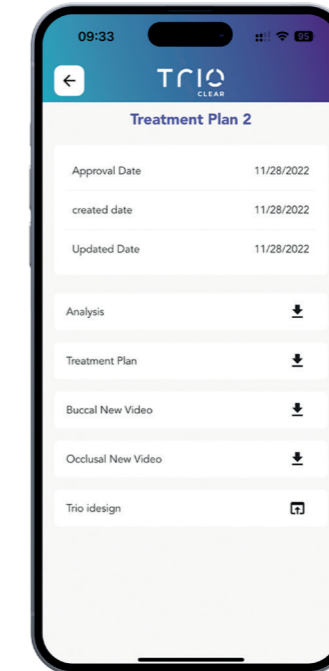 09:33
95
TRIO
CLEAR
Treatment Plan 2
Approval Date 11/28/2022
created date 11/28/2022
Updated Date 11/28/2022
Analysis
Treatment Plan
Buccal New Video
Occlusal New Video
Trio idesign